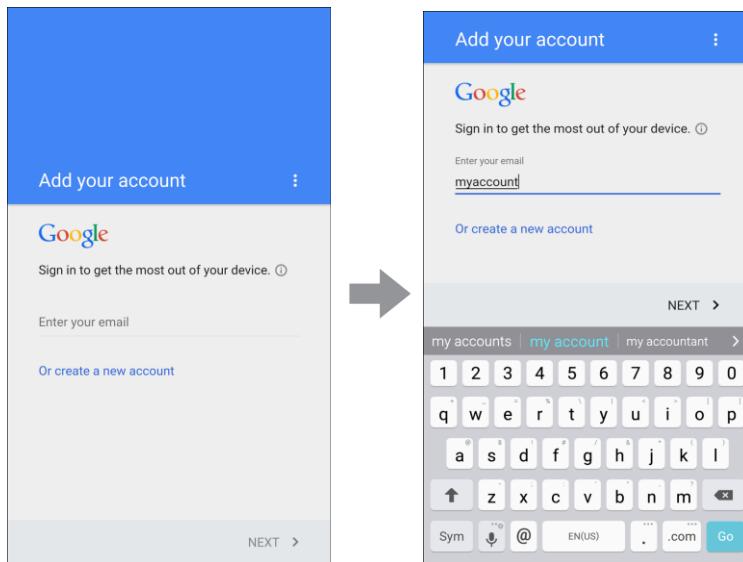 Add your account
Google
Sign in to get the most out of your device.
Enter your email
Or create a new account
NEXT
Add your account
Google
Sign in to get the most out of your device.
Enter your email
myaccount
Or create a new account
NEXT
my accounts my account my accountant
1 2 3 4 5 6 7 8 9 0
q w e r t y u i o p
a s d f g h j k l
z x c v b n m
Sym @ EN(US) . .com Go